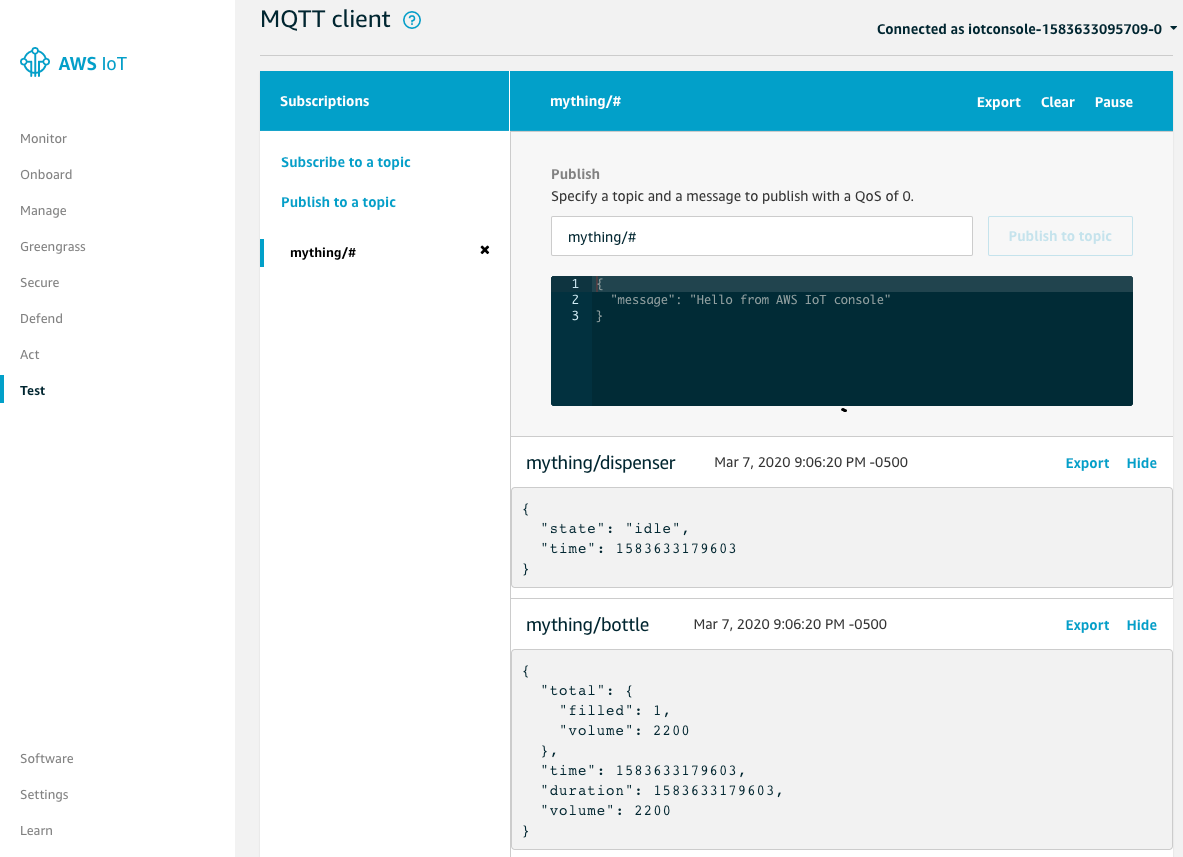 MQTT client ?
Connected as iotconsole-1583633095709-0
AWS IoT
Monitor
Onboard
Manage
Greengrass
Secure
Defend
Act
Test
Software
Settings
Learn
Subscriptions
Subscribe to a topic
Publish to a topic
mything/#
mything/#
Export Clear Pause
Publish
Specify a topic and a message to publish with a QoS of 0.
mything/#
Publish to topic
1 {
2 "message": "Hello from AWS IoT console"
3 }
mything/dispenser Mar 7, 2020 9:06:20 PM -0500 Export Hide
{
"state": "idle",
"time": 1583633179603
}
mything/bottle Mar 7, 2020 9:06:20 PM -0500 Export Hide
{
"total": {
"filled": 1,
"volume": 2200
},
"time": 1583633179603,
"duration": 1583633179603,
"volume": 2200
}